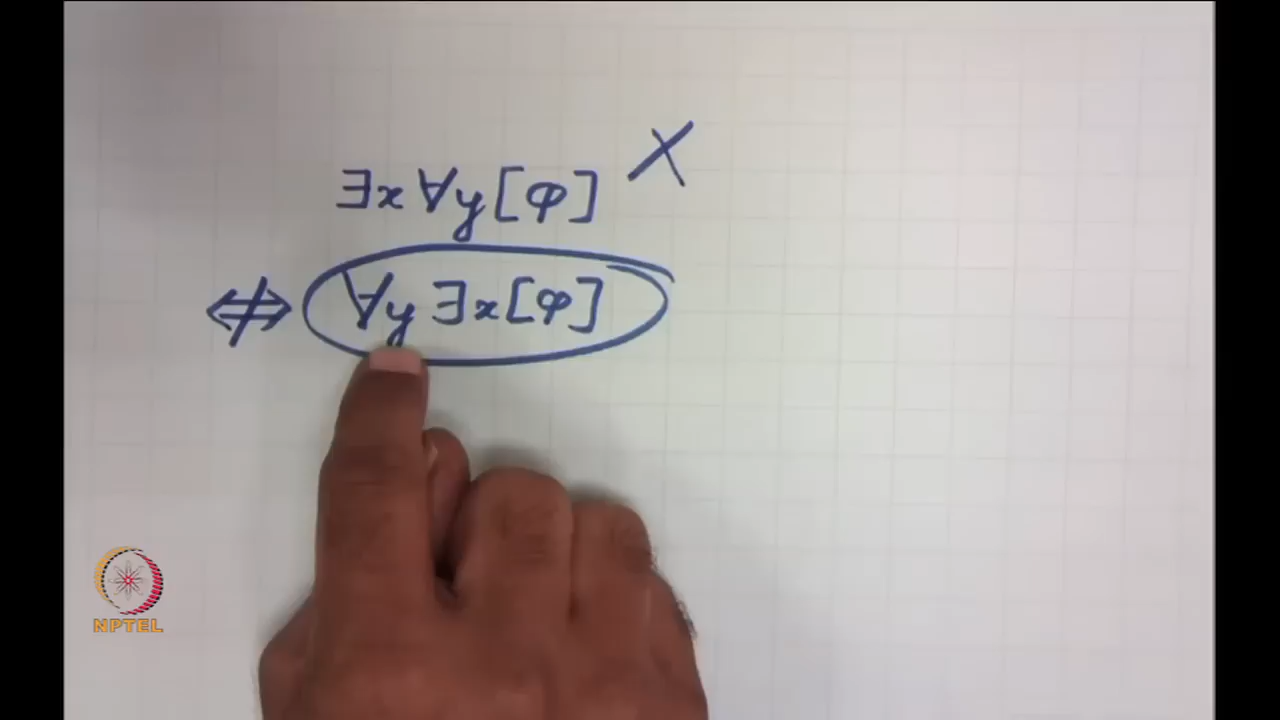 ∃x ∀y [φ] X
⇎ ∀y ∃x [φ]
NPTEL